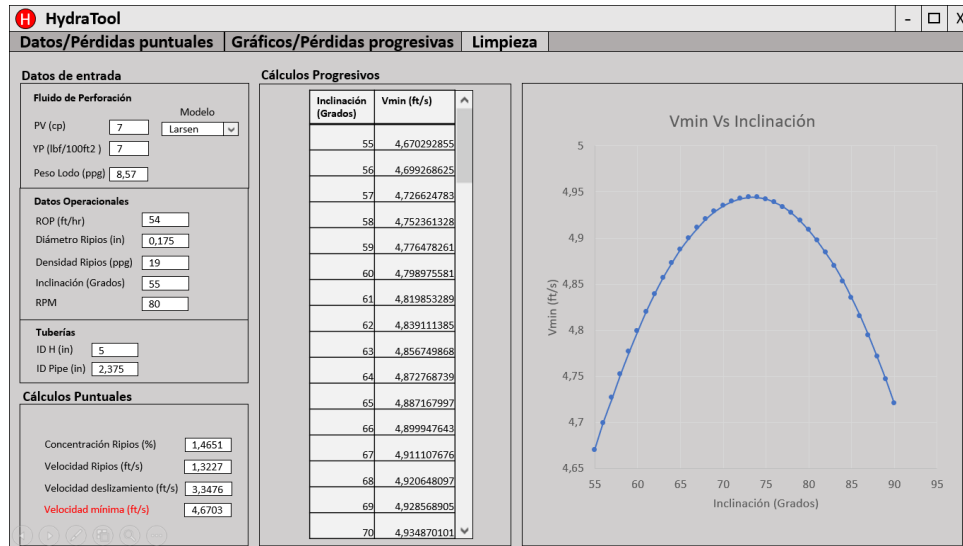 H HydraTool - X
Datos/Pérdidas puntuales Gráficos/Pérdidas progresivas Limpieza
Datos de entrada
Fluido de Perforación
Modelo
PV (cp) 7 Larsen
YP (lbf/100ft2 ) 7
Peso Lodo (ppg) 8,57
Datos Operacionales
ROP (ft/hr) 54
Diámetro Ripios (in) 0,175
Densidad Ripios (ppg) 19
Inclinación (Grados) 55
RPM 80
Tuberías
ID H (in) 5
ID Pipe (in) 2,375
Cálculos Puntuales
Concentración Ripios (%) 1,4651
Velocidad Ripios (ft/s) 1,3227
Velocidad deslizamiento (ft/s) 3,3476
Velocidad mínima (ft/s) 4,6703
Cálculos Progresivos
Inclinación Vmin (ft/s)
(Grados)
55 4,670292855
56 4,699268625
57 4,726624783
58 4,752361328
59 4,776478261
60 4,798975581
61 4,819853289
62 4,839111385
63 4,856749868
64 4,872768739
65 4,887167997
66 4,899947643
67 4,911107676
68 4,920648097
69 4,928568905
70 4,934870101
Vmin Vs Inclinación
Vmin (ft/s)
5
4,95
4,9
4,85
4,8
4,75
4,7
4,65
55 60 65 70 75 80 85 90 95
Inclinación (Grados)